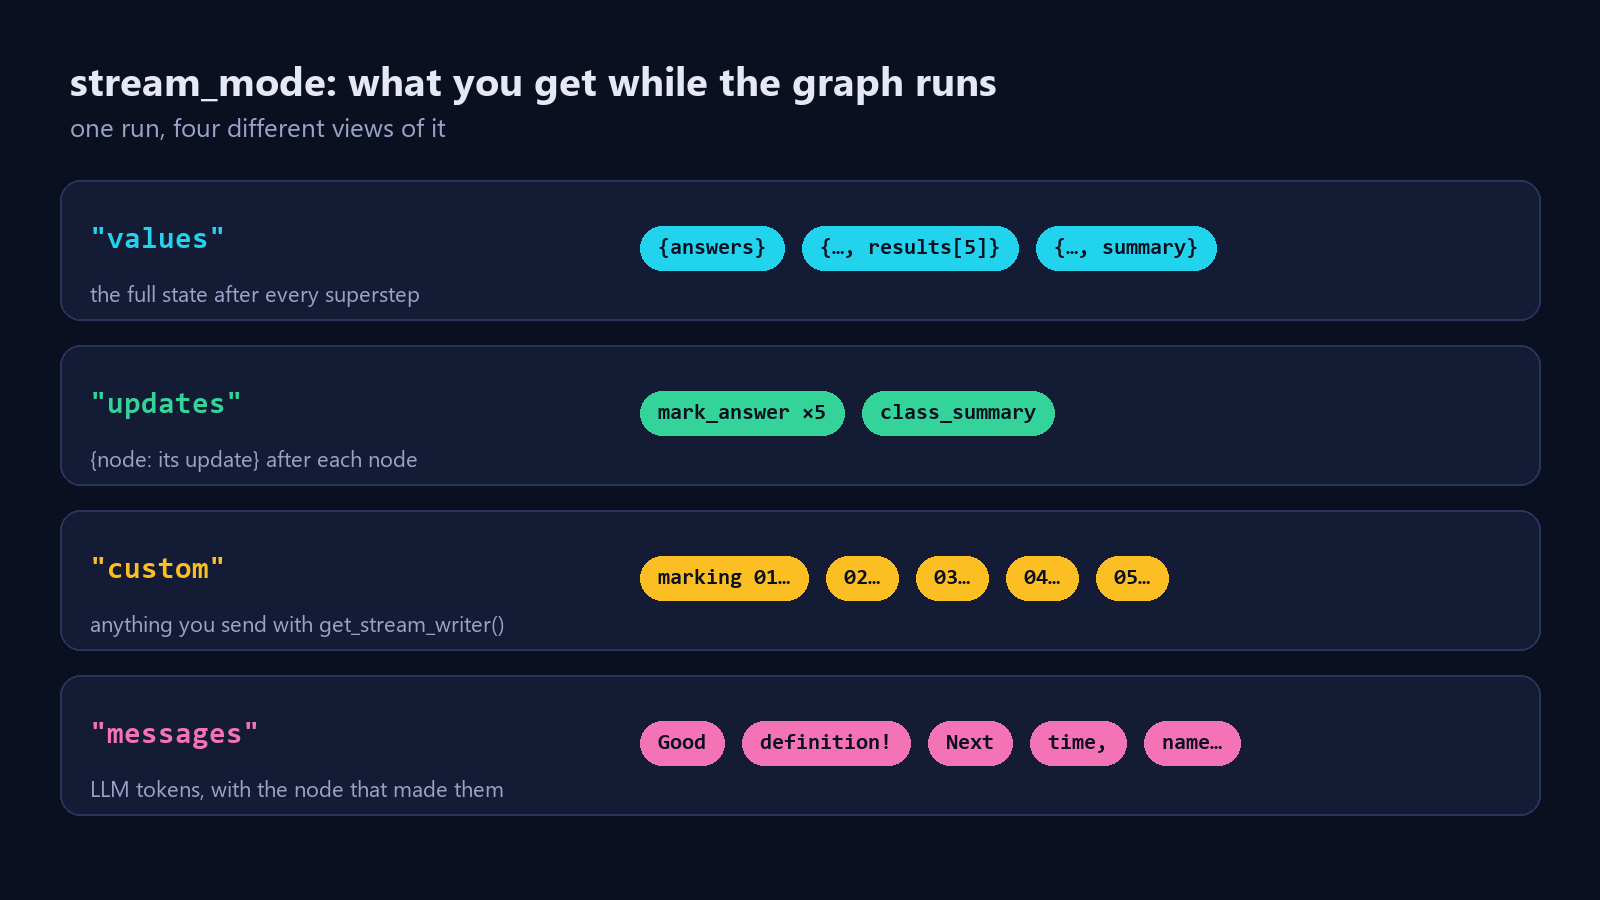 stream_mode: what you get while the graph runs
one run, four different views of it
"values"
{answers} {…, results[5]} {…, summary}
the full state after every superstep
"updates"
mark_answer ×5 class_summary
{node: its update} after each node
"custom"
marking 01… 02… 03… 04… 05…
anything you send with get_stream_writer()
"messages"
Good definition! Next time, name…
LLM tokens, with the node that made them